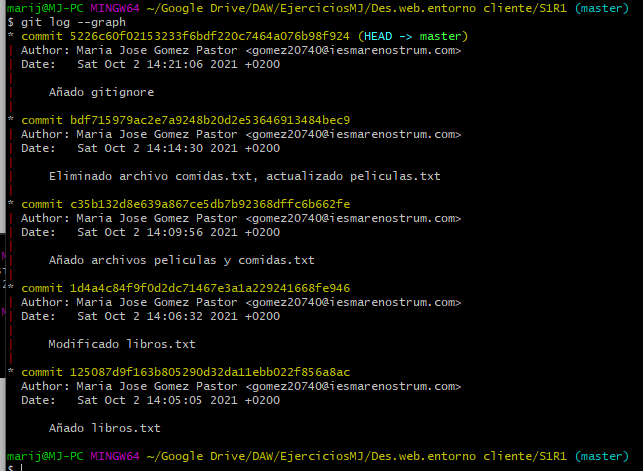 marij@MJ-PC MINGW64 ~/Google Drive/DAW/EjerciciosMJ/Des.web.entorno cliente/S1R1 (master)
$ git log --graph
* commit 5226c60f02153233f6bdf220c7464a076b98f924 (HEAD -> master)
| Author: Maria Jose Gomez Pastor <gomez20740@iesmarenostrum.com>
| Date:   Sat Oct 2 14:21:06 2021 +0200
|
|     Añado gitignore
|
* commit bdf715979ac2e7a9248b20d2e53646913484bec9
| Author: Maria Jose Gomez Pastor <gomez20740@iesmarenostrum.com>
| Date:   Sat Oct 2 14:14:30 2021 +0200
|
|     Eliminado archivo comidas.txt, actualizado peliculas.txt
|
* commit c35b132d8e639a867ce5db7b92368dffc6b662fe
| Author: Maria Jose Gomez Pastor <gomez20740@iesmarenostrum.com>
| Date:   Sat Oct 2 14:09:56 2021 +0200
|
|     Añado archivos peliculas y comidas.txt
|
* commit 1d4a4c84f9f0d2dc71467e3a1a229241668fe946
| Author: Maria Jose Gomez Pastor <gomez20740@iesmarenostrum.com>
| Date:   Sat Oct 2 14:06:32 2021 +0200
|
|     Modificado libros.txt
|
* commit 125087d9f163b805290d32da11ebb022f856a8ac
  Author: Maria Jose Gomez Pastor <gomez20740@iesmarenostrum.com>
  Date:   Sat Oct 2 14:05:05 2021 +0200

      Añado libros.txt

marij@MJ-PC MINGW64 ~/Google Drive/DAW/EjerciciosMJ/Des.web.entorno cliente/S1R1 (master)
$